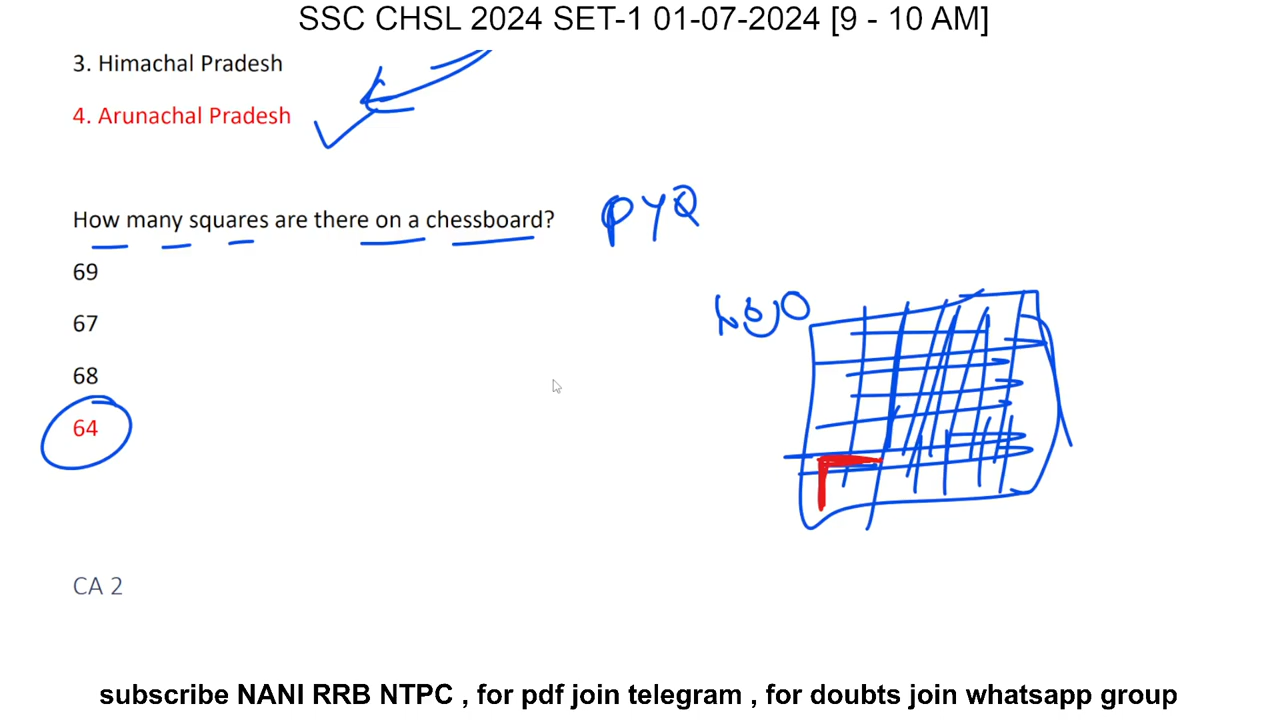 SSC CHSL 2024 SET-1 01-07-2024 [9 - 10 AM]
3. Himachal Pradesh
4. Arunachal Pradesh
How many squares are there on a chessboard?
PYQ
69
67
68
64
CA 2
subscribe NANI RRB NTPC , for pdf join telegram , for doubts join whatsapp group